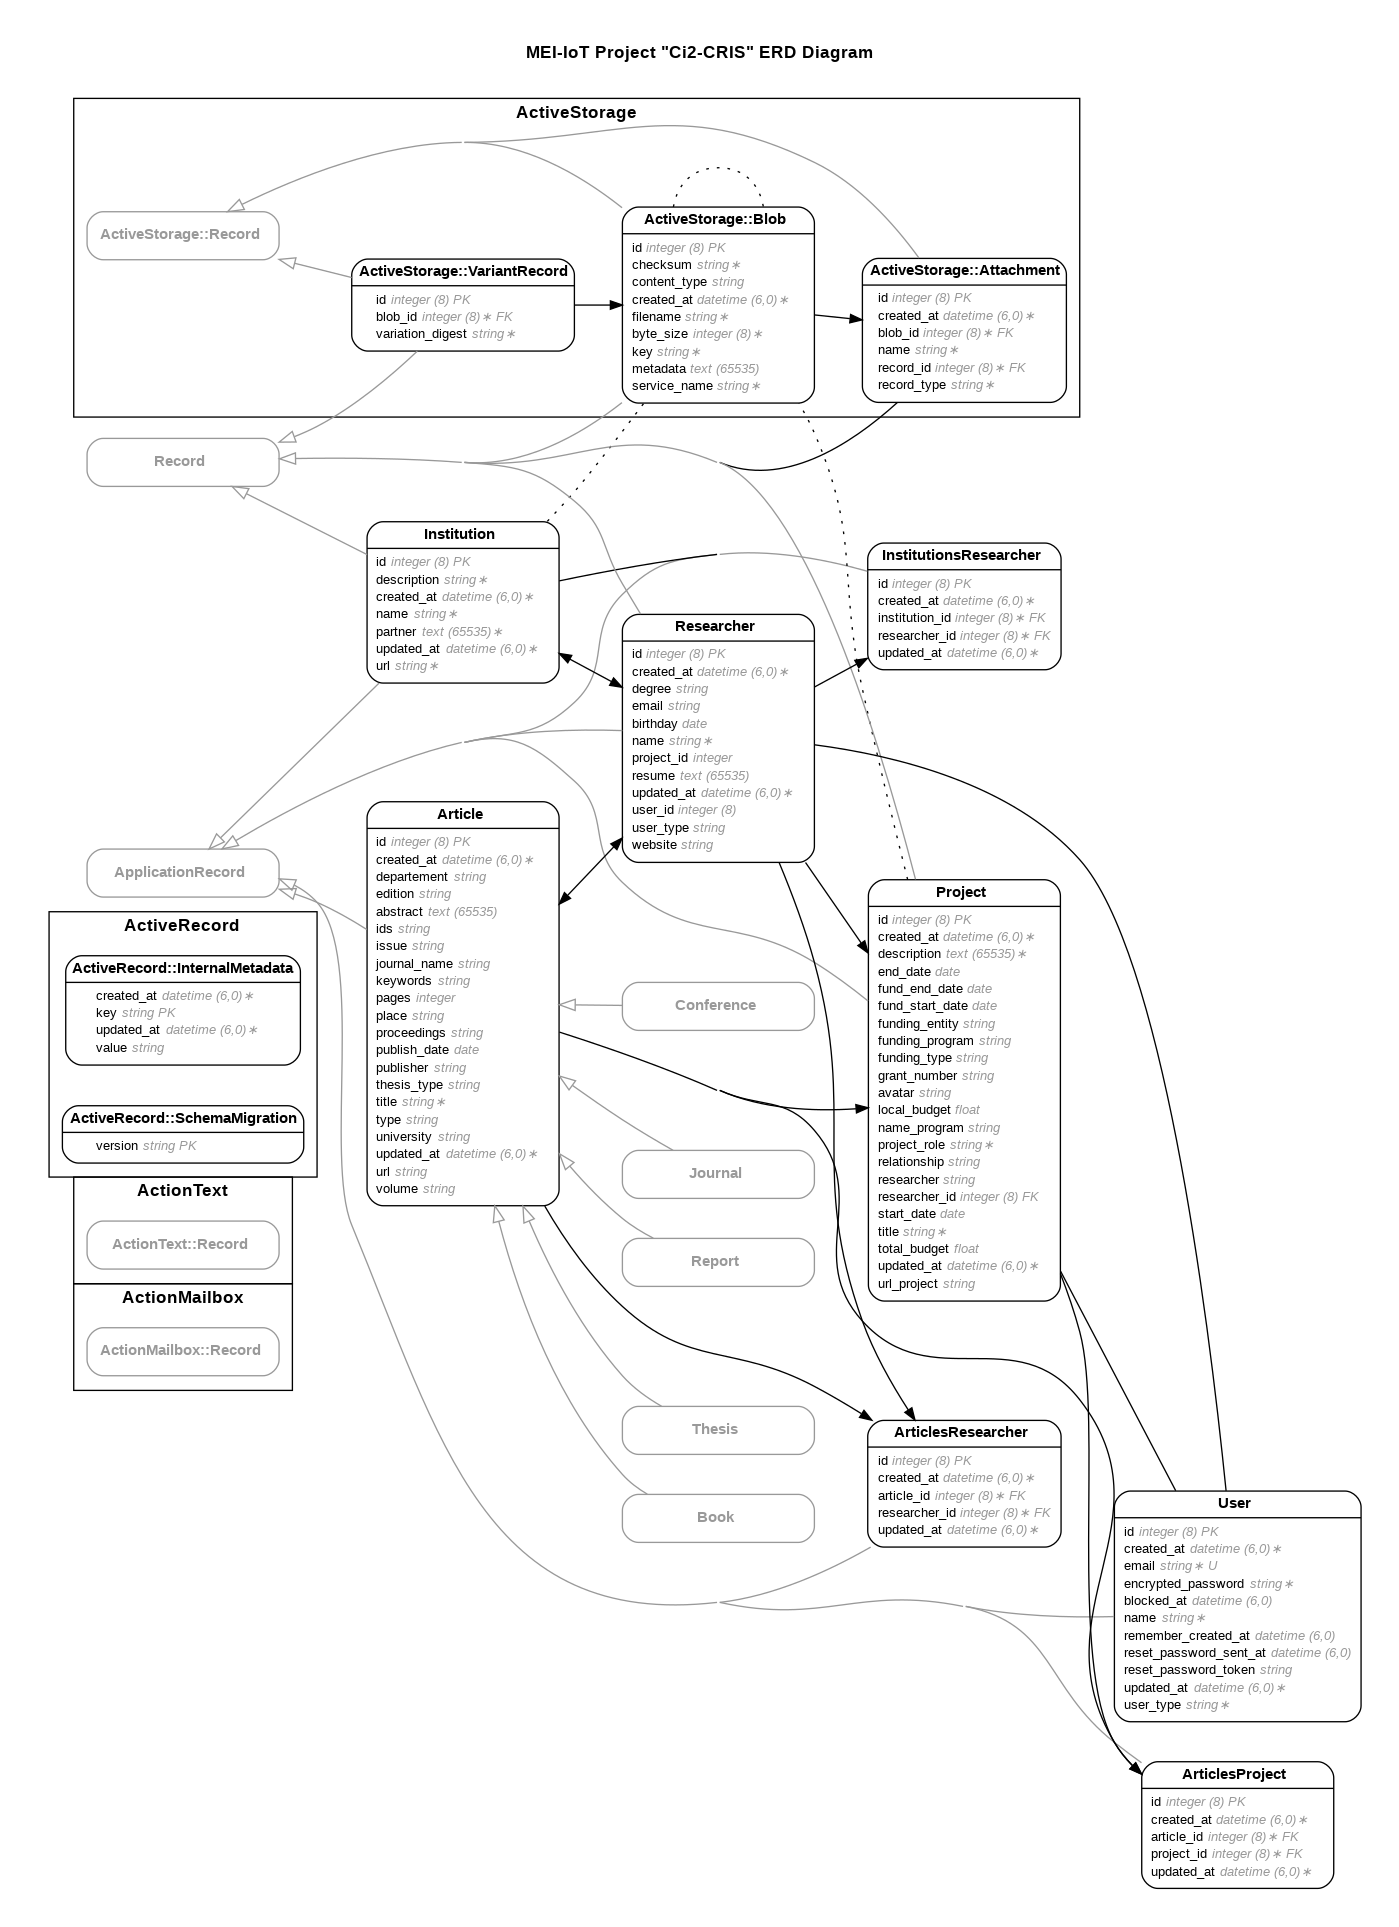 MEI-IoT Project "Ci2-CRIS" ERD Diagram
ActiveStorage
ActiveStorage::Record
ActiveStorage::VariantRecord
id integer (8) PK
blob_id integer (8)∗ FK
variation_digest string∗
ActiveStorage::Blob
id integer (8) PK
checksum string∗
content_type string
created_at datetime (6,0)∗
filename string∗
byte_size integer (8)∗
key string∗
metadata text (65535)
service_name string∗
ActiveStorage::Attachment
id integer (8) PK
created_at datetime (6,0)∗
blob_id integer (8)∗ FK
name string∗
record_id integer (8)∗ FK
record_type string∗
Record
Institution
id integer (8) PK
description string∗
created_at datetime (6,0)∗
name string∗
partner text (65535)∗
updated_at datetime (6,0)∗
url string∗
InstitutionsResearcher
id integer (8) PK
created_at datetime (6,0)∗
institution_id integer (8)∗ FK
researcher_id integer (8)∗ FK
updated_at datetime (6,0)∗
Researcher
id integer (8) PK
created_at datetime (6,0)∗
degree string
email string
birthday date
name string∗
project_id integer
resume text (65535)
updated_at datetime (6,0)∗
user_id integer (8)
user_type string
website string
ApplicationRecord
Article
id integer (8) PK
created_at datetime (6,0)∗
departement string
edition string
abstract text (65535)
ids string
issue string
journal_name string
keywords string
pages integer
place string
proceedings string
publish_date date
publisher string
thesis_type string
title string∗
type string
university string
updated_at datetime (6,0)∗
url string
volume string
Project
id integer (8) PK
created_at datetime (6,0)∗
description text (65535)∗
end_date date
fund_end_date date
fund_start_date date
funding_entity string
funding_program string
funding_type string
grant_number string
avatar string
local_budget float
name_program string
project_role string∗
relationship string
researcher string
researcher_id integer (8) FK
start_date date
title string∗
total_budget float
updated_at datetime (6,0)∗
url_project string
ActiveRecord
ActiveRecord::InternalMetadata
created_at datetime (6,0)∗
key string PK
updated_at datetime (6,0)∗
value string
ActiveRecord::SchemaMigration
version string PK
ActionText
ActionText::Record
ActionMailbox
ActionMailbox::Record
Conference
Journal
Report
Thesis
Book
ArticlesResearcher
id integer (8) PK
created_at datetime (6,0)∗
article_id integer (8)∗ FK
researcher_id integer (8)∗ FK
updated_at datetime (6,0)∗
User
id integer (8) PK
created_at datetime (6,0)∗
email string∗ U
encrypted_password string∗
blocked_at datetime (6,0)
name string∗
remember_created_at datetime (6,0)
reset_password_sent_at datetime (6,0)
reset_password_token string
updated_at datetime (6,0)∗
user_type string∗
ArticlesProject
id integer (8) PK
created_at datetime (6,0)∗
article_id integer (8)∗ FK
project_id integer (8)∗ FK
updated_at datetime (6,0)∗